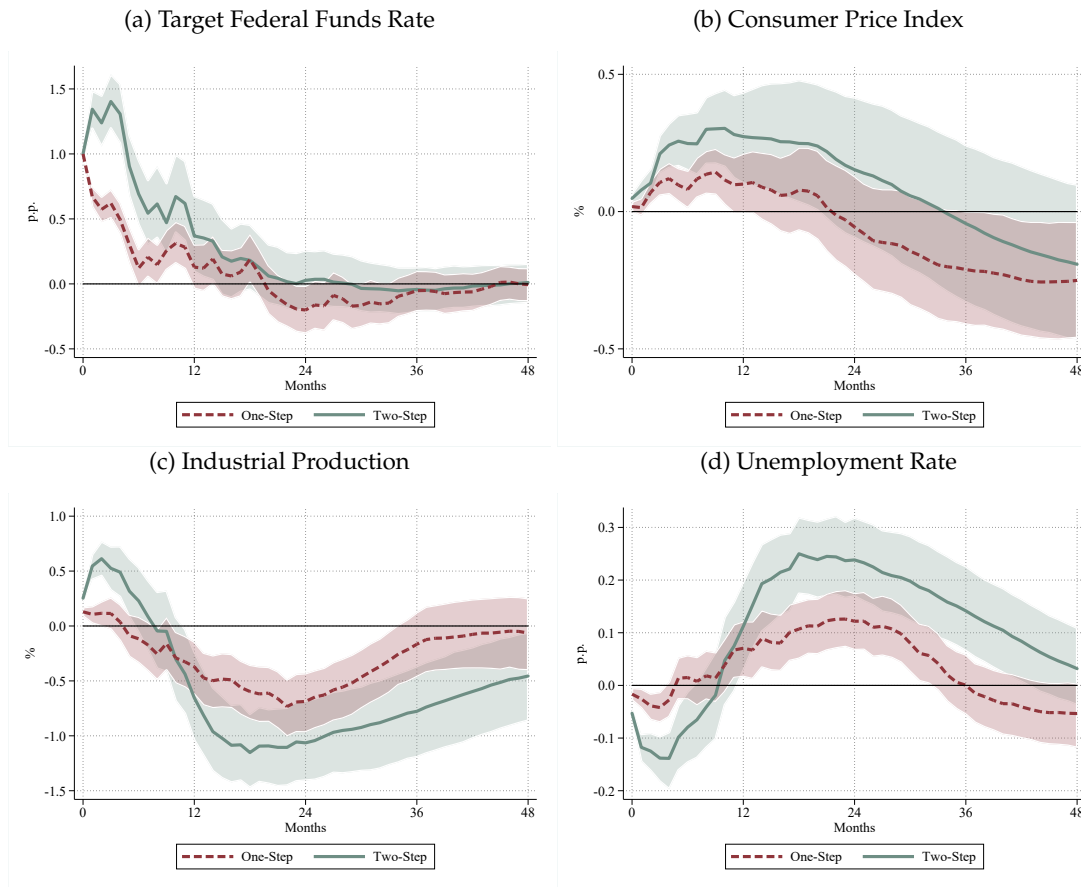 (a) Target Federal Funds Rate
(b) Consumer Price Index
p.p.
1.5
1.0
0.5
0.0
-0.5
0 12 24 36 48
Months
One-Step Two-Step
%
0.5
0.0
-0.5
0 12 24 36 48
Months
One-Step Two-Step
(c) Industrial Production
(d) Unemployment Rate
%
1.0
0.5
0.0
-0.5
-1.0
-1.5
0 12 24 36 48
Months
One-Step Two-Step
p.p.
0.3
0.2
0.1
0.0
-0.1
-0.2
0 12 24 36 48
Months
One-Step Two-Step